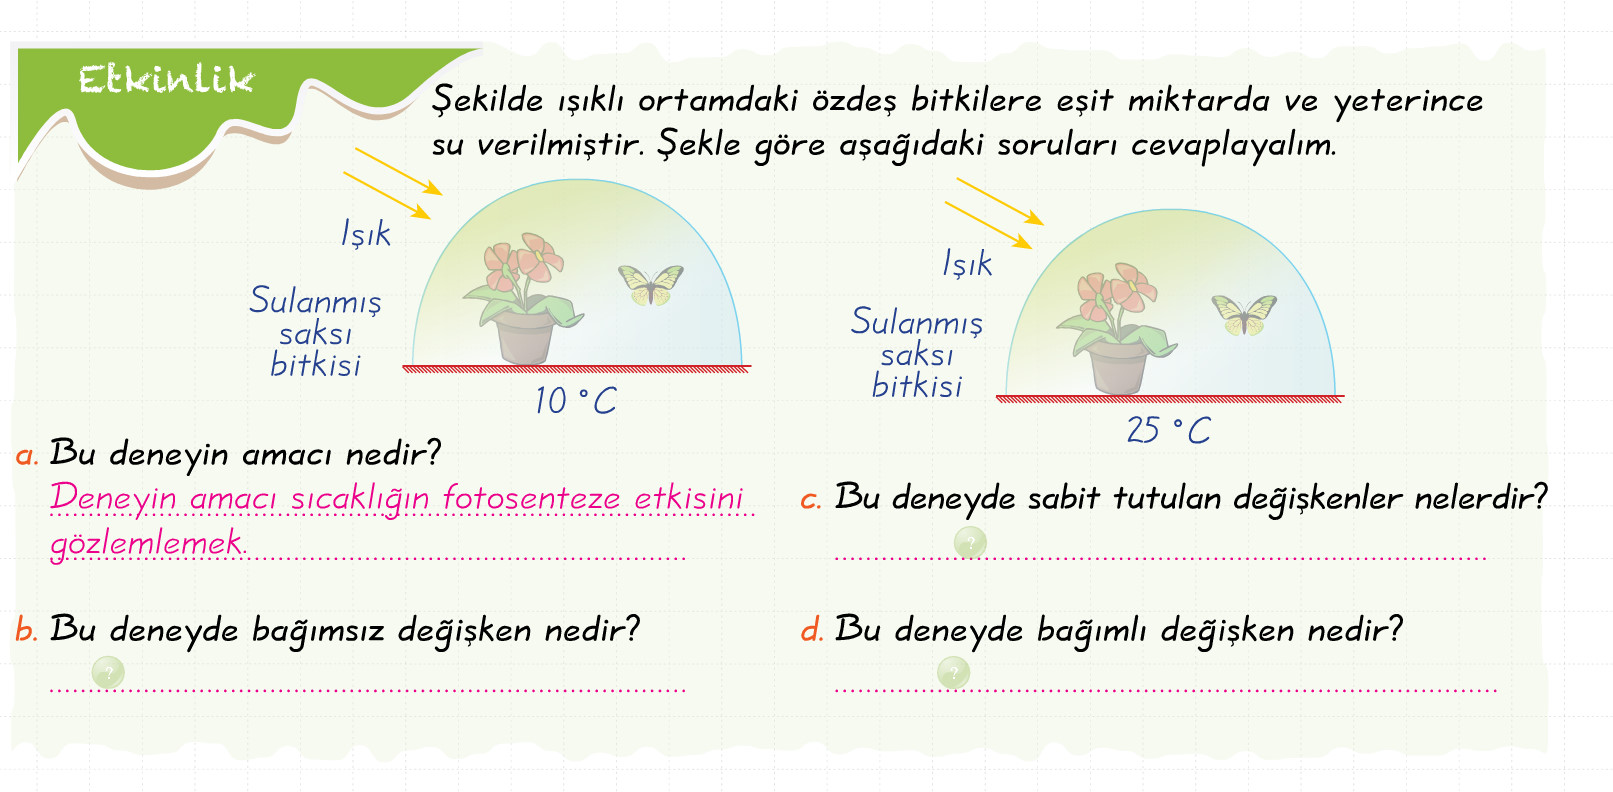 Etkinlik
Şekilde ışıklı ortamdaki özdeş bitkilere eşit miktarda ve yeterince
su verilmiştir. Şekle göre aşağıdaki soruları cevaplayalım.
Işık
Sulanmış
saksı
bitkisi
10 °C
Işık
Sulanmış
saksı
bitkisi
25 °C
a. Bu deneyin amacı nedir?
Deneyin amacı sıcaklığın fotosenteze etkisini
gözlemlemek.
b. Bu deneyde bağımsız değişken nedir?
?
c. Bu deneyde sabit tutulan değişkenler nelerdir?
?
d. Bu deneyde bağımlı değişken nedir?
?